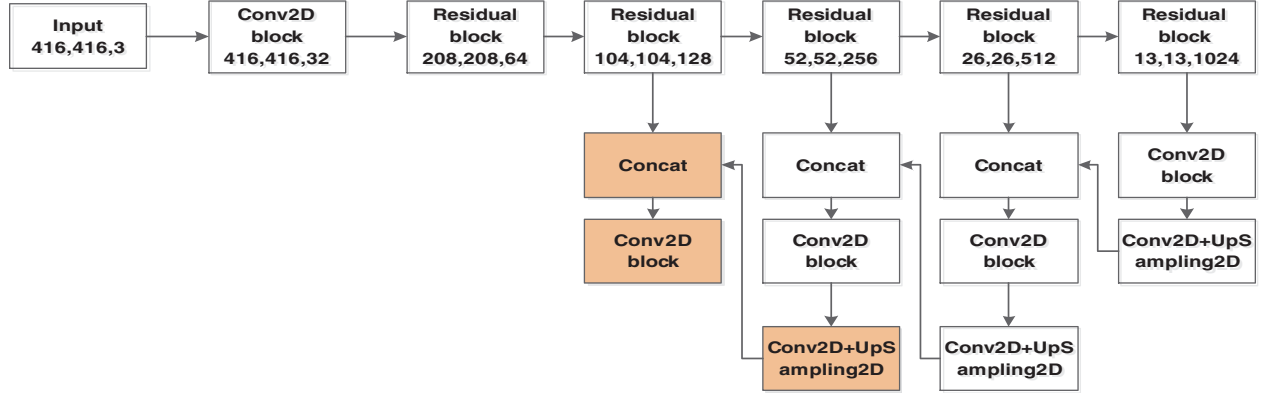 Input
416,416,3
Conv2D
block
416,416,32
Residual
block
208,208,64
Residual
block
104,104,128
Residual
block
52,52,256
Residual
block
26,26,512
Residual
block
13,13,1024
Concat
Concat
Concat
Conv2D
block
Conv2D
block
Conv2D
block
Conv2D
block
Conv2D+UpS
ampling2D
Conv2D+UpS
ampling2D
Conv2D+UpS
ampling2D